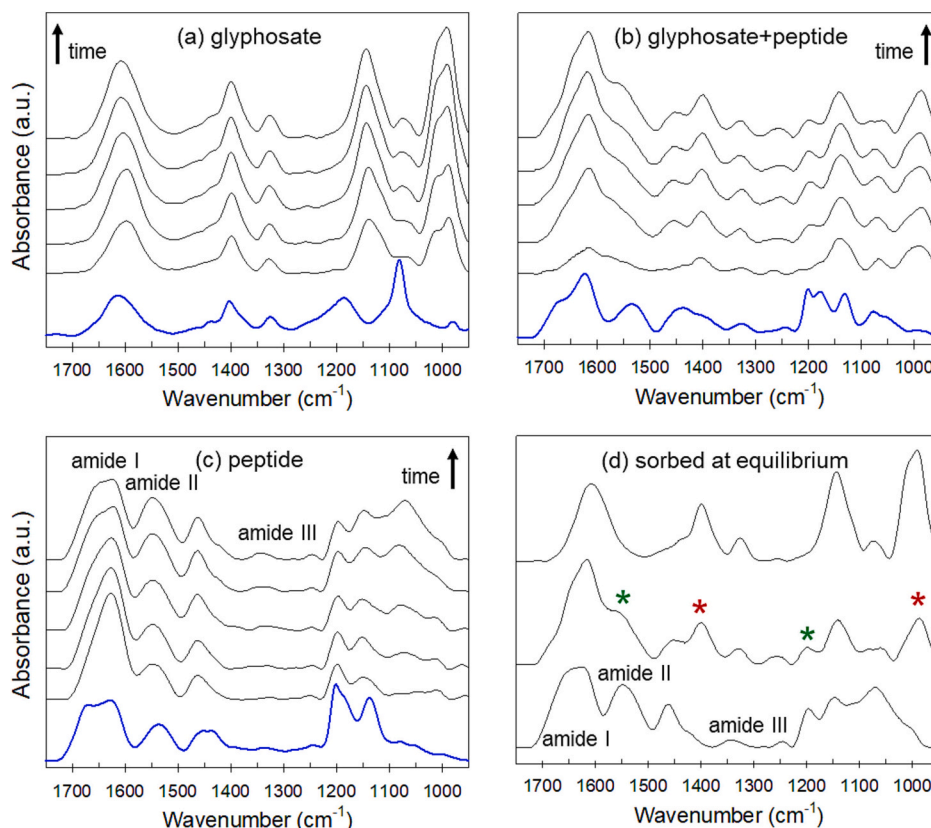 (a) glyphosate
time
Absorbance (a.u.)
1700 1600 1500 1400 1300 1200 1100 1000
Wavenumber (cm-1)
(b) glyphosate+peptide
time
1700 1600 1500 1400 1300 1200 1100 1000
Wavenumber (cm-1)
amide I
(c) peptide
amide II
time
amide III
Absorbance (a.u.)
1700 1600 1500 1400 1300 1200 1100 1000
Wavenumber (cm-1)
(d) sorbed at equilibrium
*
*
*
*
amide II
amide III
amide I
1700 1600 1500 1400 1300 1200 1100 1000
Wavenumber (cm-1)